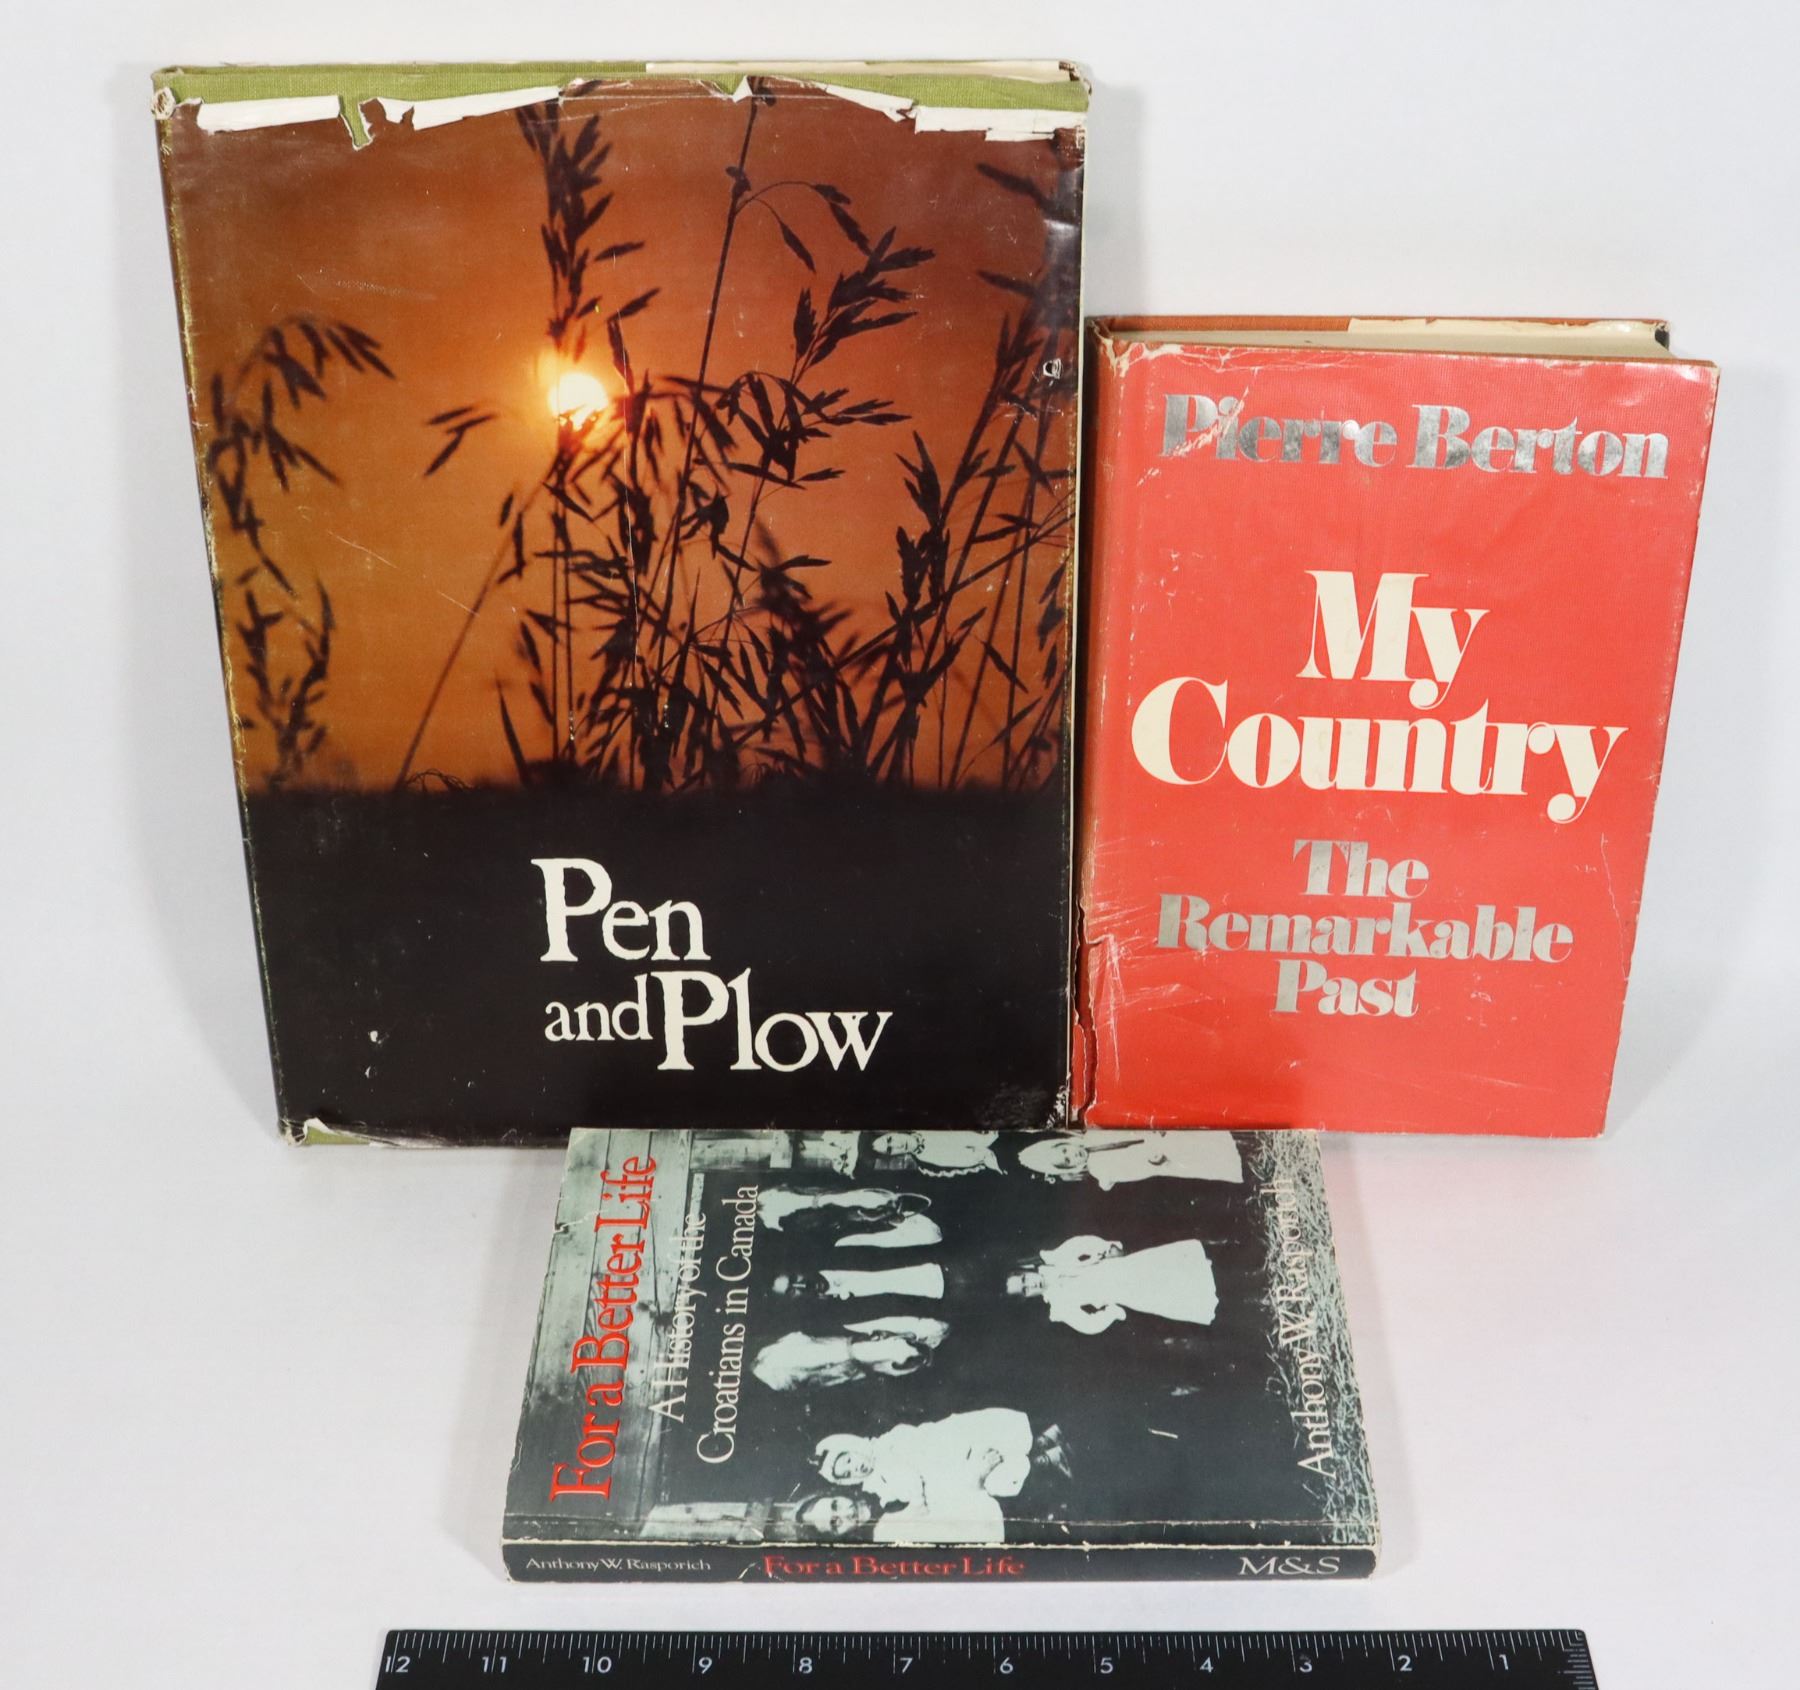 Pen
and Plow
Pierre Berton
My
Country
The
Remarkable
Past
For a Better Life
A History of the
Croatians in Canada
Anthony W. Rasporich
Anthony W. Rasporich For a Better Life M&S
12 11 10 9 8 7 6 5 4 3 2 1